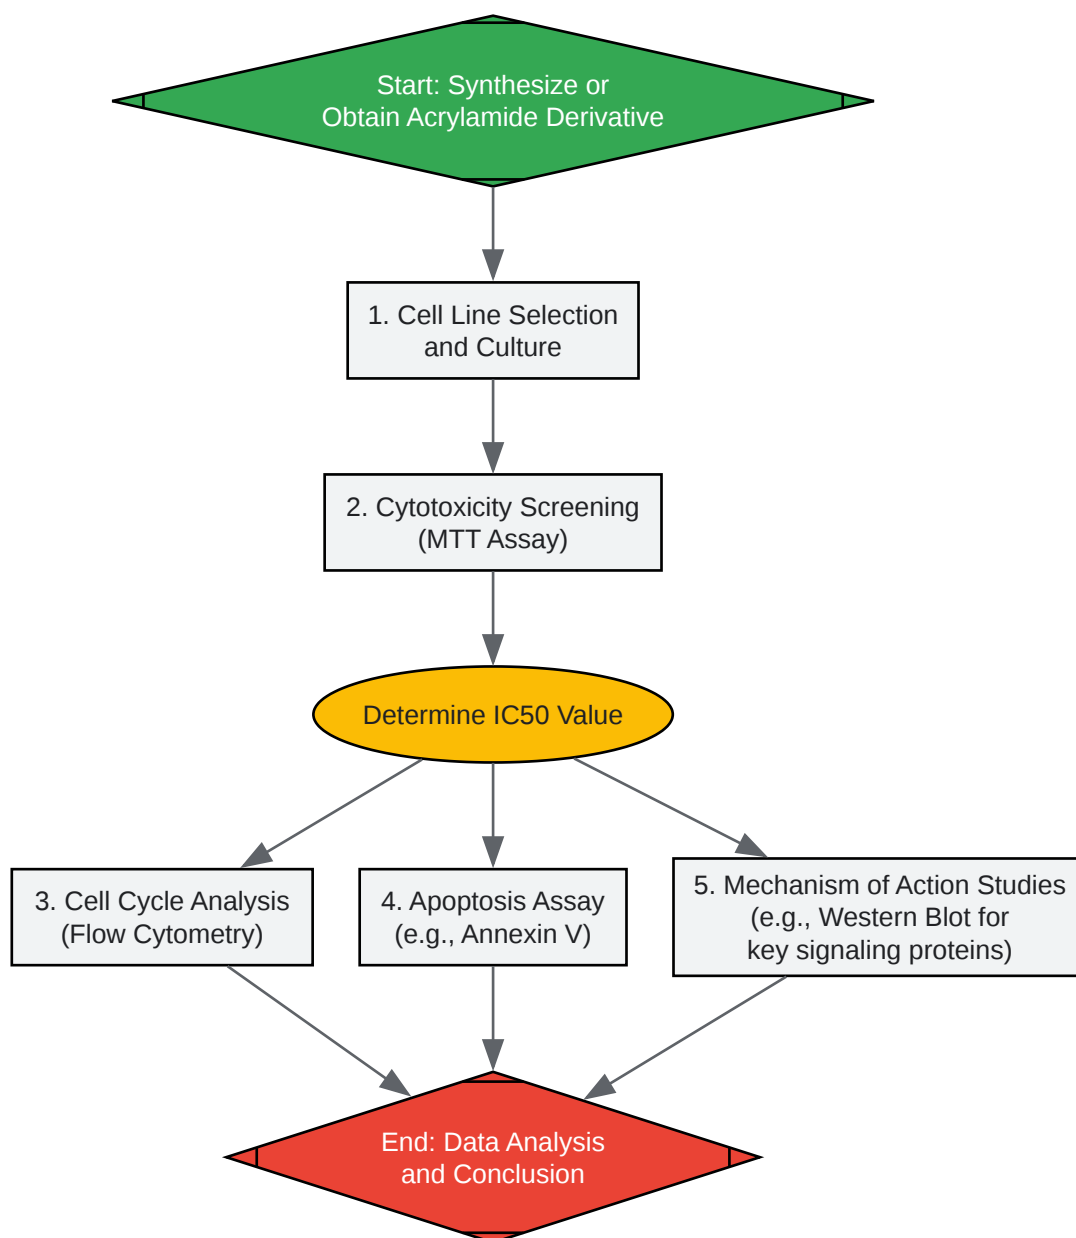 Start: Synthesize or
Obtain Acrylamide Derivative
1. Cell Line Selection
and Culture
2. Cytotoxicity Screening
(MTT Assay)
Determine IC50 Value
3. Cell Cycle Analysis
(Flow Cytometry)
4. Apoptosis Assay
(e.g., Annexin V)
5. Mechanism of Action Studies
(e.g., Western Blot for
key signaling proteins)
End: Data Analysis
and Conclusion